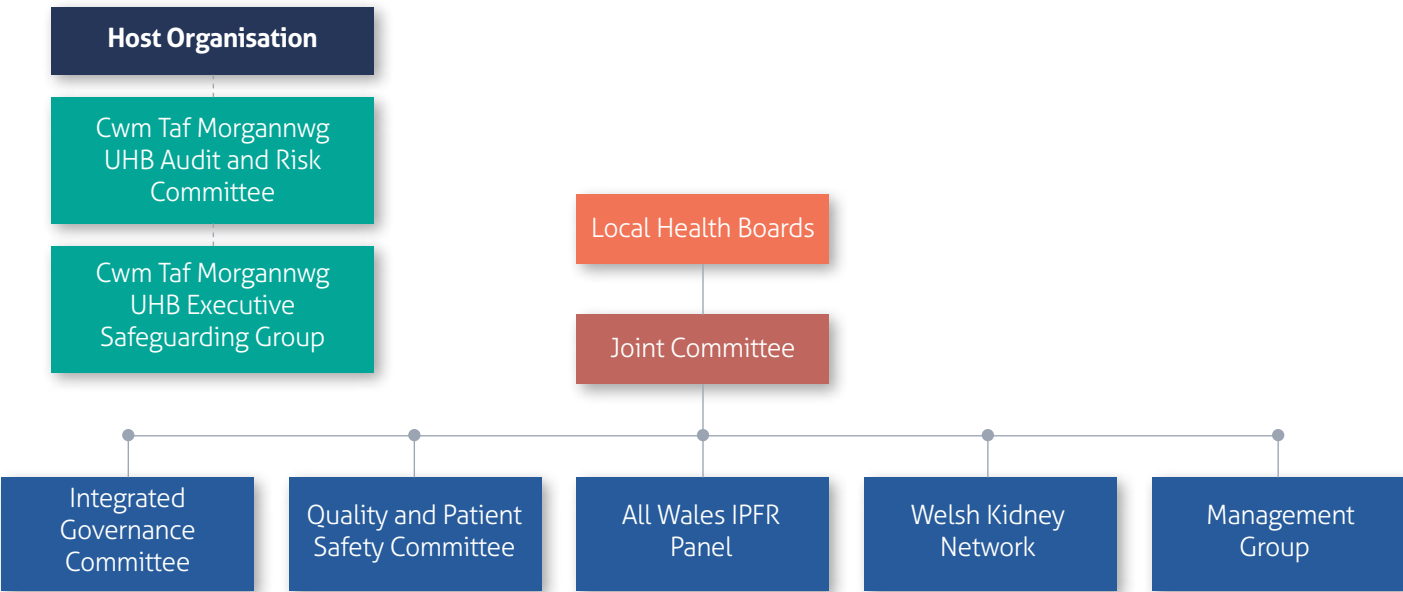 Host Organisation
Cwm Taf Morgannwg
UHB Audit and Risk
Committee
Cwm Taf Morgannwg
UHB Executive
Safeguarding Group
Local Health Boards
Joint Committee
Integrated
Governance
Committee
Quality and Patient
Safety Committee
All Wales IPFR
Panel
Welsh Kidney
Network
Management
Group